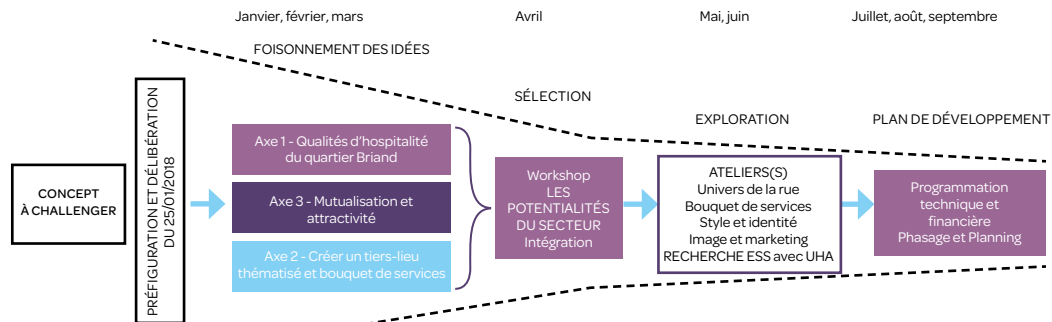 Janvier, février, mars
Avril
Mai, juin
Juillet, août, septembre
FOISONNEMENT DES IDÉES
SÉLECTION
EXPLORATION
PLAN DE DÉVELOPPEMENT
CONCEPT
À CHALLENGER
PRÉFIGURATION ET DÉLIBÉRATION
DU 25/01/2018
Axe 1 - Qualités d'hospitalité
du quartier Briand
Axe 3 - Mutualisation et
attractivité
Axe 2 - Créer un tiers-lieu
thématisé et bouquet de services
Workshop
LES
POTENTIALITÉS
DU SECTEUR
Intégration
ATELIERS(S)
Univers de la rue
Bouquet de services
Style et identité
Image et marketing
RECHERCHE ESS avec UHA
Programmation
technique et
financière
Phasage et Planning